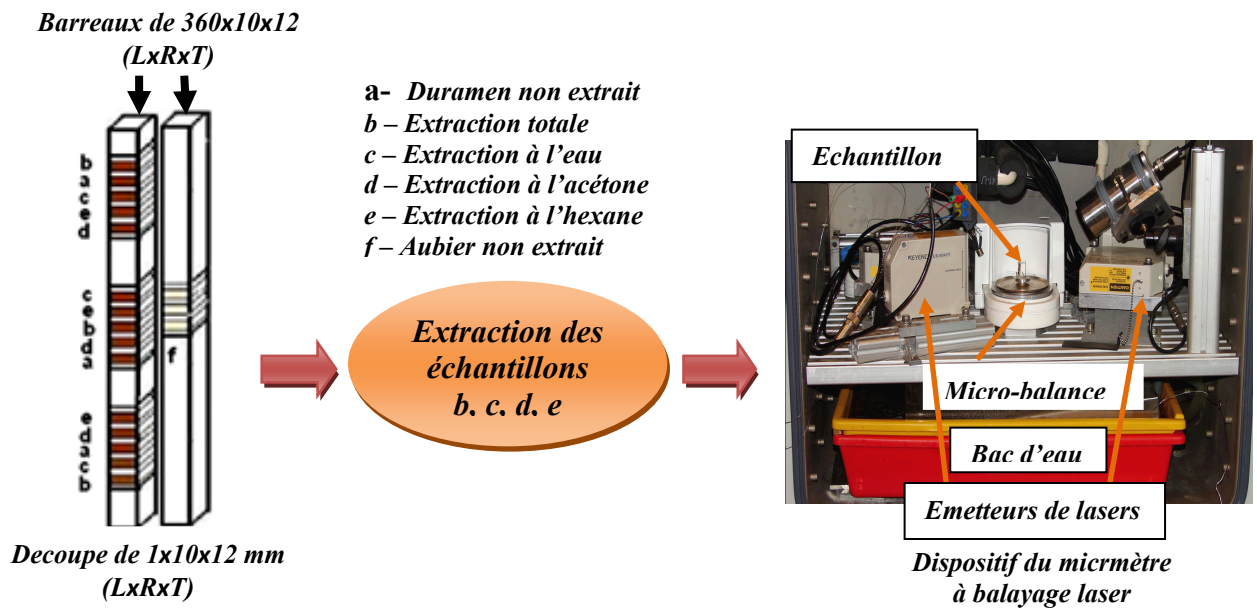 Barreaux de 360x10x12
(LxRxT)
b
a
c
e
d
c
e
b
d
a
e
d
a
c
b
f
Decoupe de 1x10x12 mm
(LxRxT)
a- Duramen non extrait
b – Extraction totale
c – Extraction à l'eau
d – Extraction à l'acétone
e – Extraction à l'hexane
f – Aubier non extrait
Extraction des
échantillons
b, c, d, e
Echantillon
KEYENCE
CAUTION
Micro-balance
Bac d'eau
Emetteurs de lasers
Dispositif du micrmètre
à balayage laser